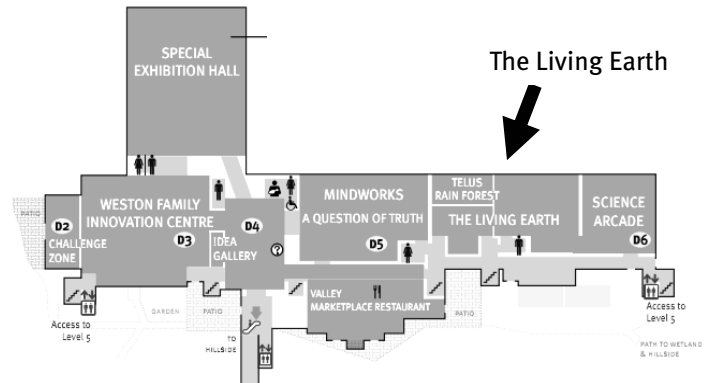 SPECIAL
EXHIBITION HALL
The Living Earth
WESTON FAMILY
INNOVATION CENTRE
D3
D4
IDEA
GALLERY
MINDWORKS
A QUESTION OF TRUTH
D5
TELUS
RAIN FOREST
THE LIVING EARTH
SCIENCE
ARCADE
D6
PATIO
D2
CHALLENGE
ZONE
?
VALLEY
MARKETPLACE RESTAURANT
Access to
Level 5
GARDEN
PATIO
TO
HILLSIDE
PATIO
Access to
Level 5
PATH TO WETLAND
& HILLSIDE